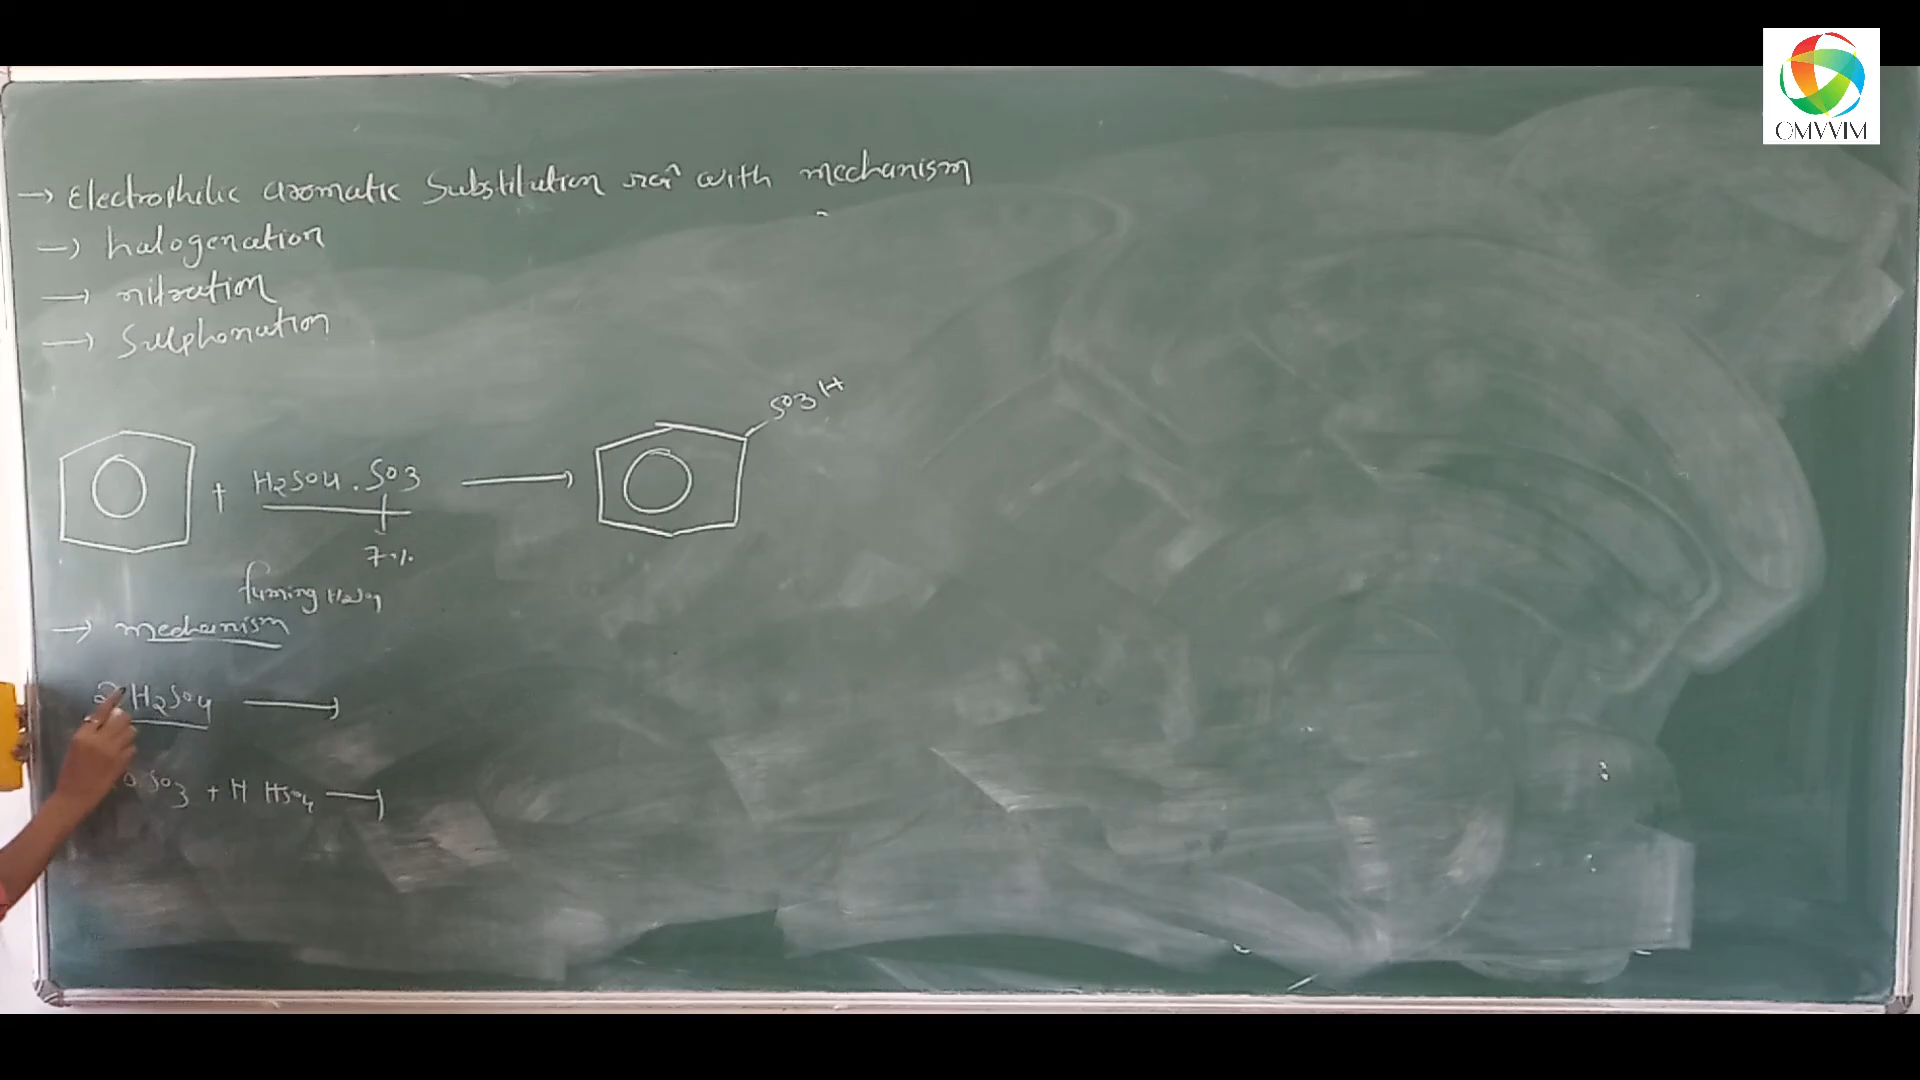 OMVVIM
→ Electrophilic aromatic Substitution rxn with mechanism
→ halogenation
→ nitration
→ Sulphonation
+ H2SO4 . SO3 → SO3H
7%
fuming H2SO4
→ mechanism
2 H2SO4 →
SO3 + H HSO4 →